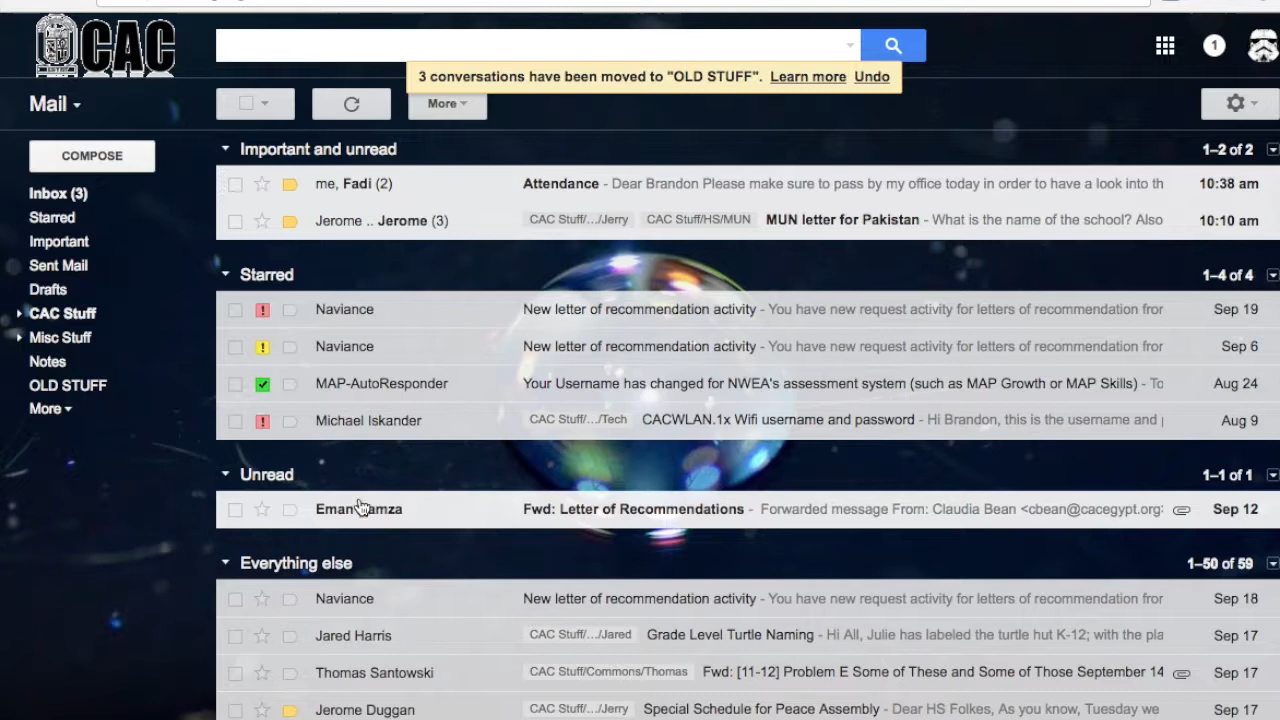 CAC
3 conversations have been moved to "OLD STUFF". Learn more Undo
1
Mail
More
COMPOSE
Inbox (3)
Starred
Important
Sent Mail
Drafts
CAC Stuff
Misc Stuff
Notes
OLD STUFF
More
Important and unread 1–2 of 2
me, Fadi (2) Attendance - Dear Brandon Please make sure to pass by my office today in order to have a look into th 10:38 am
Jerome .. Jerome (3) CAC Stuff/.../Jerry CAC Stuff/HS/MUN MUN letter for Pakistan - What is the name of the school? Also 10:10 am
Starred 1–4 of 4
! Naviance New letter of recommendation activity - You have new request activity for letters of recommendation fror Sep 19
! Naviance New letter of recommendation activity - You have new request activity for letters of recommendation fror Sep 6
MAP-AutoResponder Your Username has changed for NWEA's assessment system (such as MAP Growth or MAP Skills) - To Aug 24
! Michael Iskander CAC Stuff/.../Tech CACWLAN.1x Wifi username and password - Hi Brandon, this is the username and Aug 9
Unread 1–1 of 1
Eman amza Fwd: Letter of Recommendations - Forwarded message From: Claudia Bean <cbean@cacegypt.org> Sep 12
Everything else 1–50 of 59
Naviance New letter of recommendation activity - You have new request activity for letters of recommendation fror Sep 18
Jared Harris CAC Stuff/.../Jared Grade Level Turtle Naming - Hi All, Julie has labeled the turtle hut K-12; with the pla Sep 17
Thomas Santowski CAC Stuff/Commons/Thomas Fwd: [11-12] Problem E Some of These and Some of Those September 14 Sep 17
Jerome Duggan CAC Stuff/.../Jerry Special Schedule for Peace Assembly - Dear HS Folkes, As you know, Tuesday we Sep 17